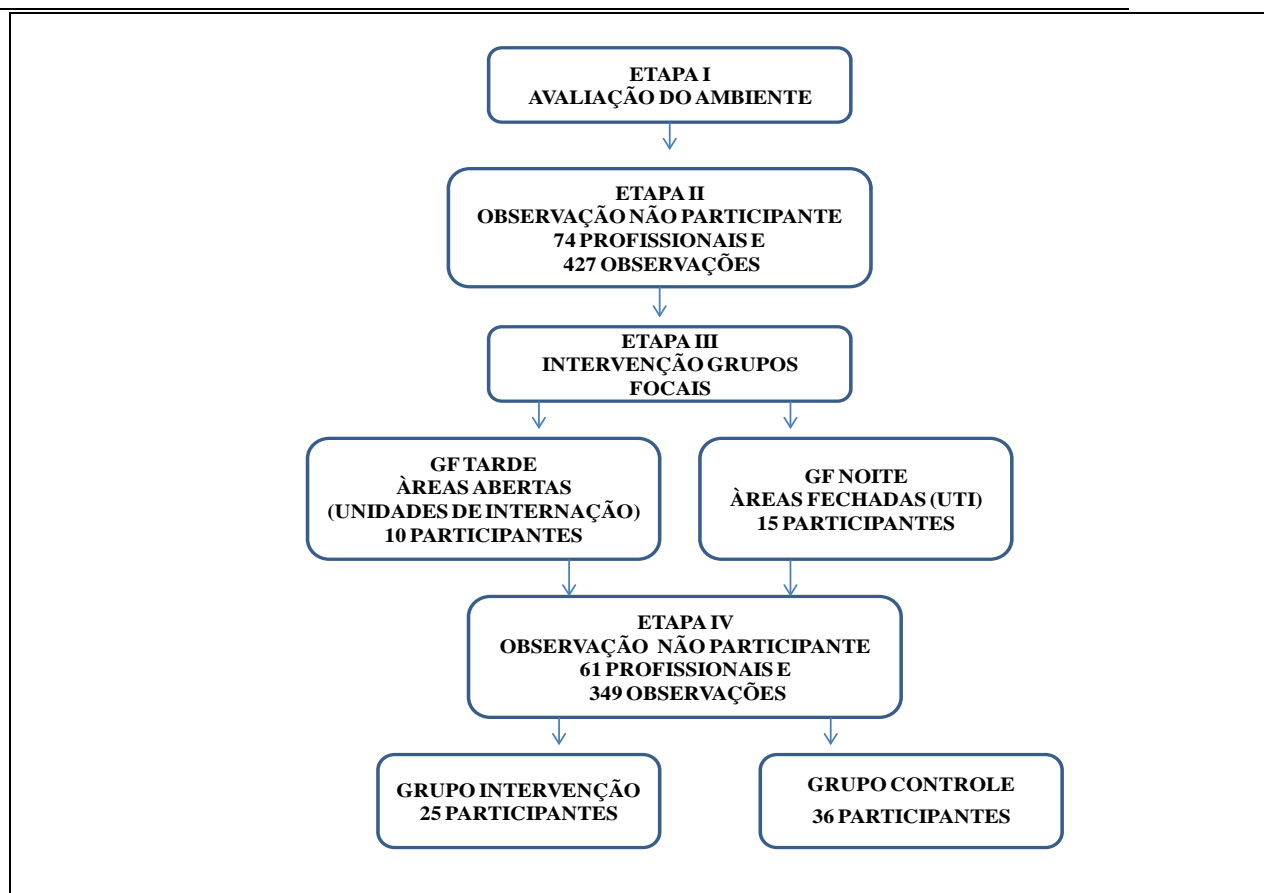 ETAPA I
AVALIAÇÃO DO AMBIENTE
ETAPA II
OBSERVAÇÃO NÃO PARTICIPANTE
74 PROFISSIONAIS E
427 OBSERVAÇÕES
ETAPA III
INTERVENÇÃO GRUPOS
FOCAIS
GF TARDE
ÀREAS ABERTAS
(UNIDADES DE INTERNAÇÃO)
10 PARTICIPANTES
GF NOITE
ÀREAS FECHADAS (UTI)
15 PARTICIPANTES
ETAPA IV
OBSERVAÇÃO NÃO PARTICIPANTE
61 PROFISSIONAIS E
349 OBSERVAÇÕES
GRUPO INTERVENÇÃO
25 PARTICIPANTES
GRUPO CONTROLE
36 PARTICIPANTES